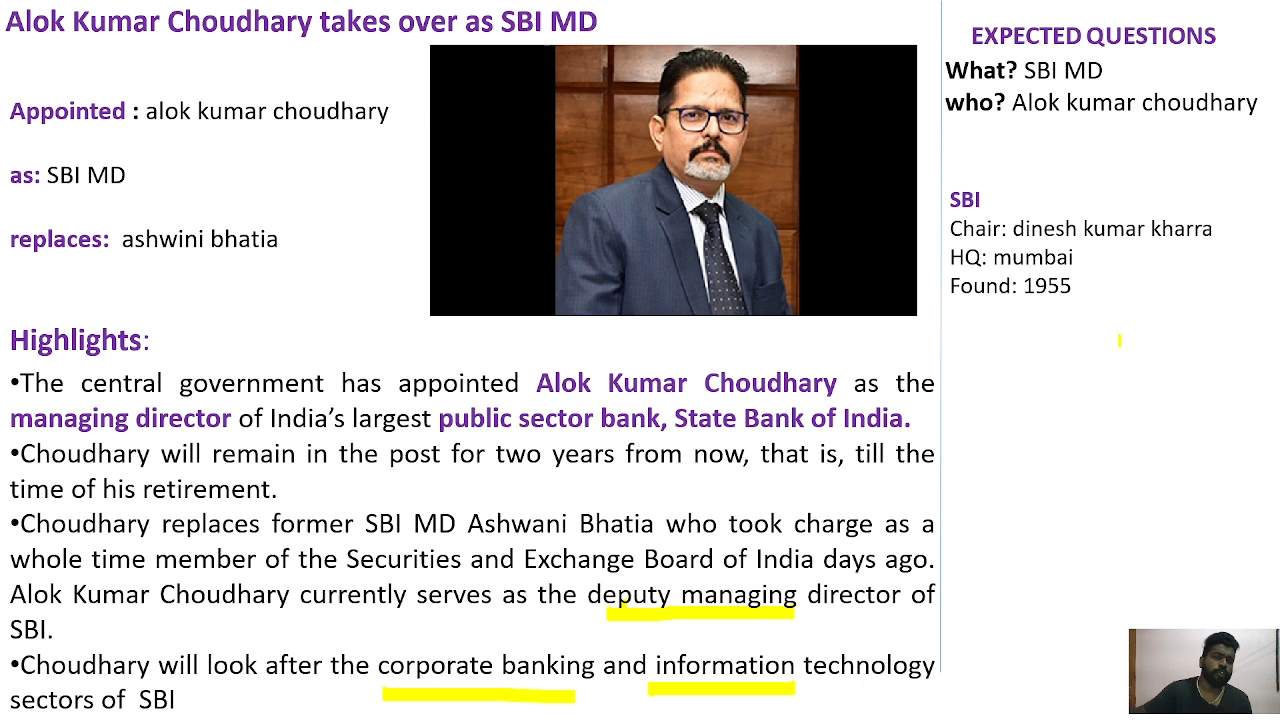 Alok Kumar Choudhary takes over as SBI MD
Appointed : alok kumar choudhary
as: SBI MD
replaces: ashwini bhatia
Highlights:
•The central government has appointed Alok Kumar Choudhary as the
managing director of India’s largest public sector bank, State Bank of India.
•Choudhary will remain in the post for two years from now, that is, till the
time of his retirement.
•Choudhary replaces former SBI MD Ashwani Bhatia who took charge as a
whole time member of the Securities and Exchange Board of India days ago.
Alok Kumar Choudhary currently serves as the deputy managing director of
SBI.
•Choudhary will look after the corporate banking and information technology
sectors of SBI
EXPECTED QUESTIONS
What? SBI MD
who? Alok kumar choudhary
SBI
Chair: dinesh kumar kharra
HQ: mumbai
Found: 1955